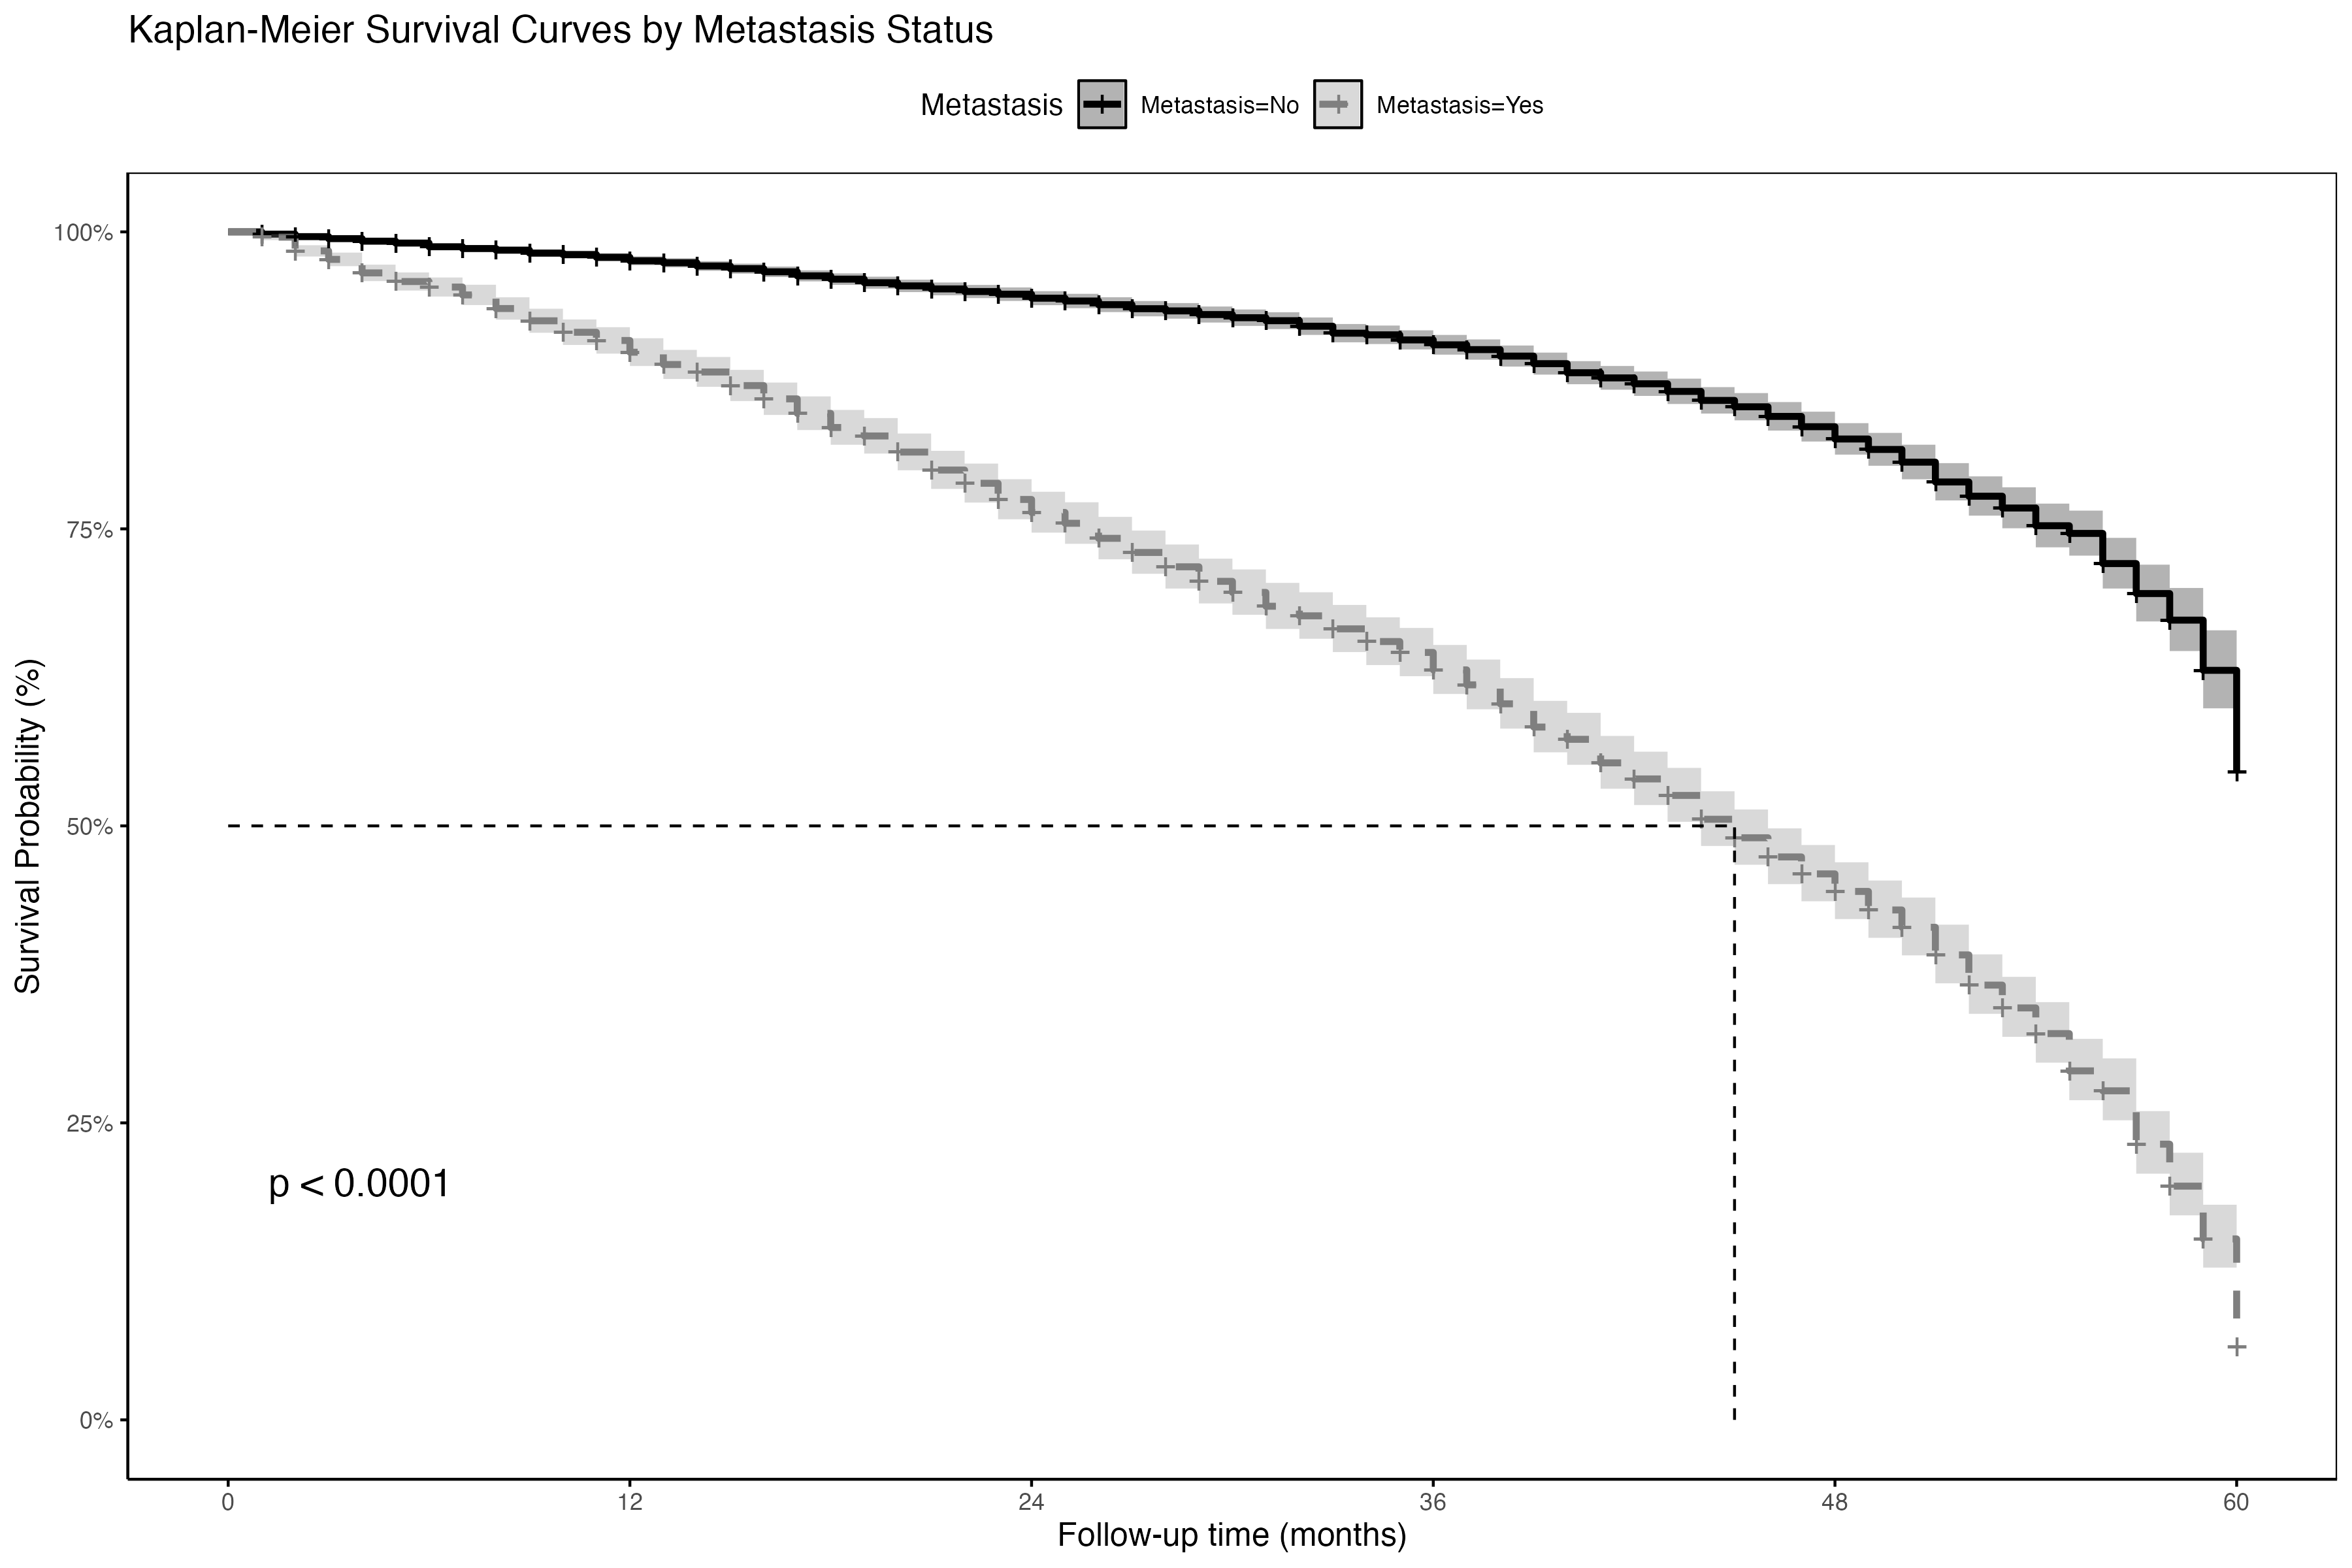 Kaplan-Meier Survival Curves by Metastasis Status
Metastasis Metastasis=No Metastasis=Yes
Survival Probability (%)
100%
75%
50%
25%
0%
p < 0.0001
0 12 24 36 48 60
Follow-up time (months)